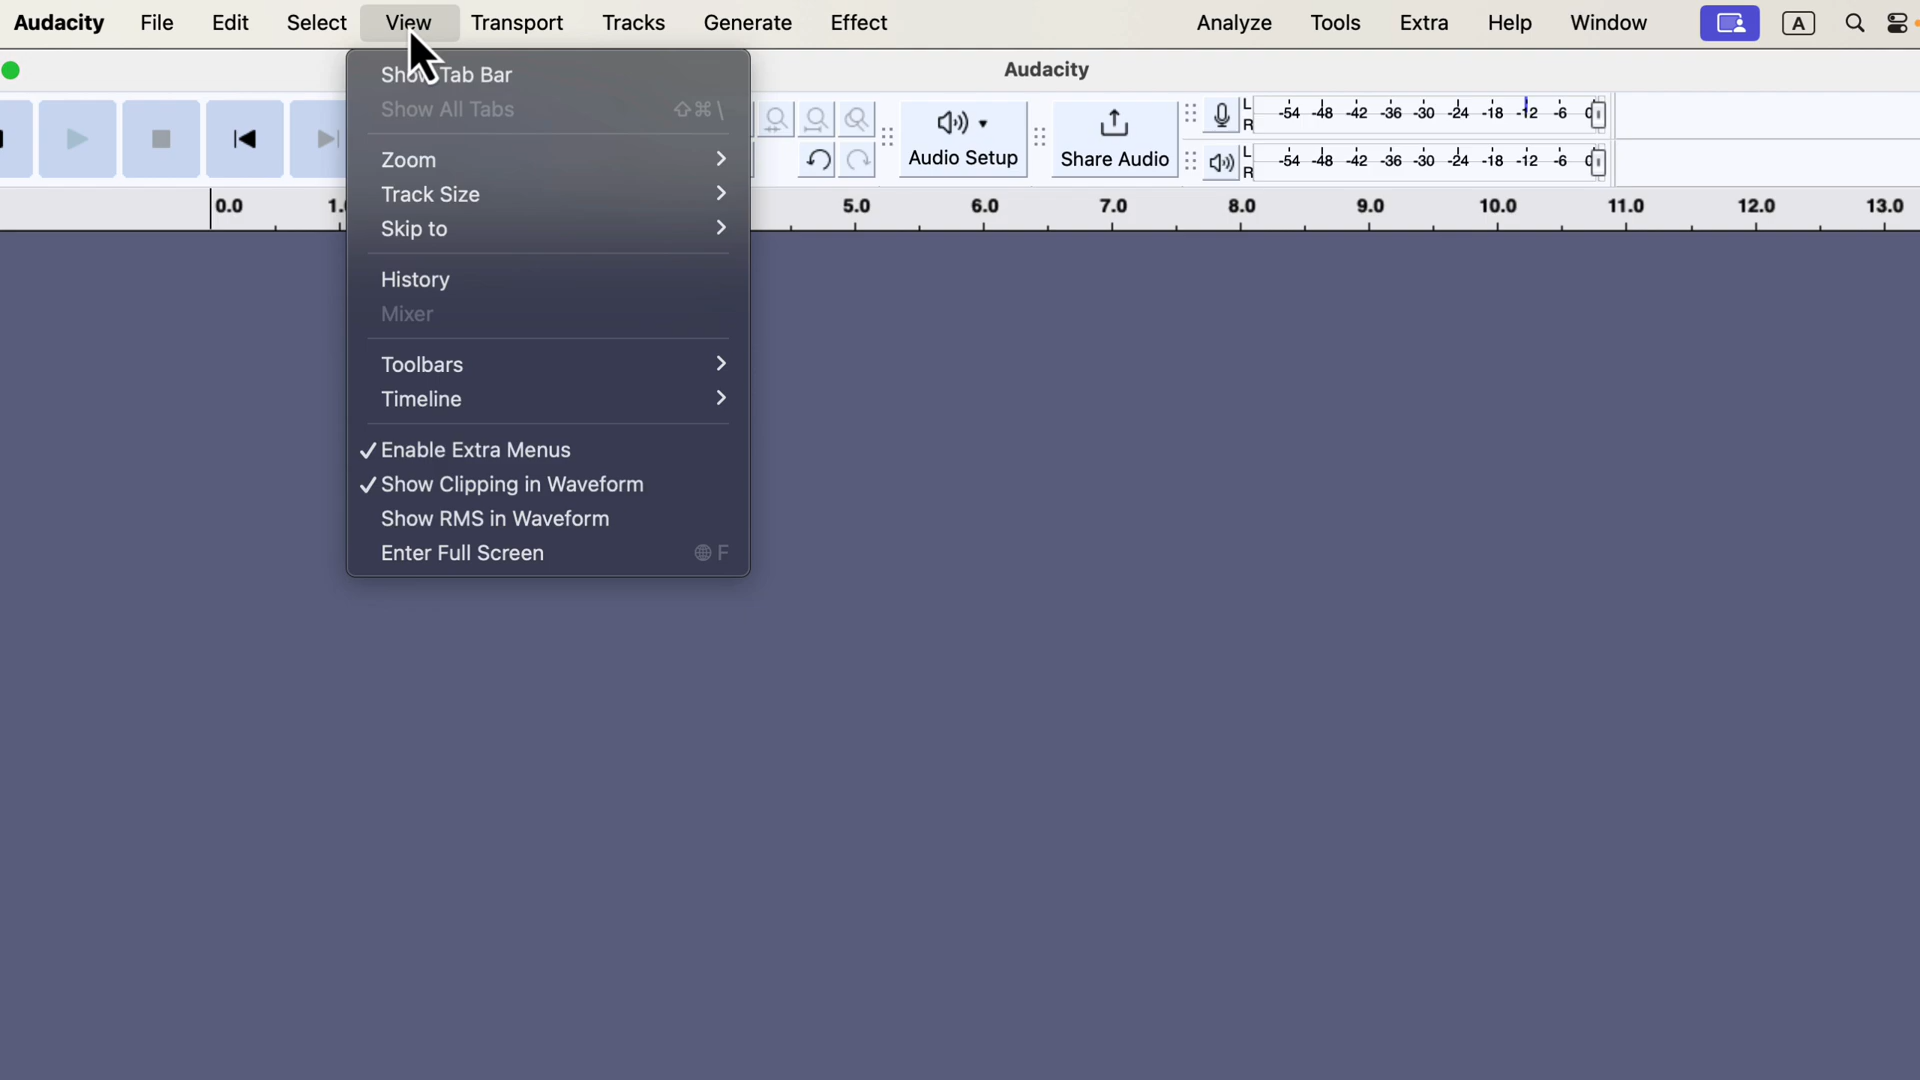 Audacity File Edit Select View Transport Tracks Generate Effect Analyze Tools Extra Help Window A
Audacity
Show Tab Bar
Show All Tabs ⇧⌘\
Zoom
Track Size
Skip to
History
Mixer
Toolbars
Timeline
✓ Enable Extra Menus
✓ Show Clipping in Waveform
Show RMS in Waveform
Enter Full Screen F
Audio Setup
Share Audio
L R -54 -48 -42 -36 -30 -24 -18 -12 -6 0
L R -54 -48 -42 -36 -30 -24 -18 -12 -6 0
0.0 5.0 6.0 7.0 8.0 9.0 10.0 11.0 12.0 13.0